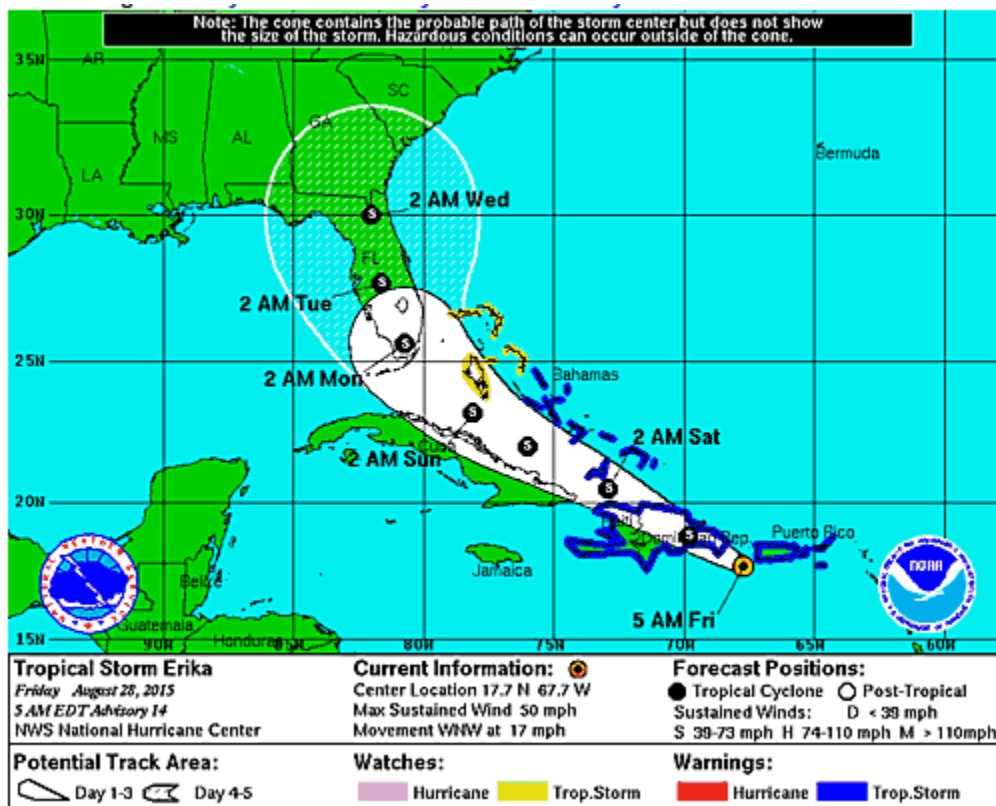 Note: The cone contains the probable path of the storm center but does not show
the size of the storm. Hazardous conditions can occur outside of the cone.
35N
AR
SC
MS
AL
GA
Bermuda
LA
2 AM Wed
30N
FL
2 AM Tue
25N
2 AM Mon
Bahamas
2 AM Sat
Cuba
2 AM Sun
20N
Haiti
Dominican Rep.
Puerto Rico
Jamaica
NOAA
Belize
5 AM Fri
Guatemala
Honduras
15N
90W 85W 80W 75W 70W 65W 60W
S
S
S
S
S
S
S
Tropical Storm Erika
Friday August 28, 2015
5 AM EDT Advisory 14
NWS National Hurricane Center
Current Information:
Center Location 17.7 N 67.7 W
Max Sustained Wind 50 mph
Movement WNW at 17 mph
Forecast Positions:
Tropical Cyclone Post-Tropical
Sustained Winds: D < 39 mph
S 39-73 mph H 74-110 mph M > 110mph
Potential Track Area:
Day 1-3 Day 4-5
Watches:
Hurricane Trop.Storm
Warnings:
Hurricane Trop.Storm